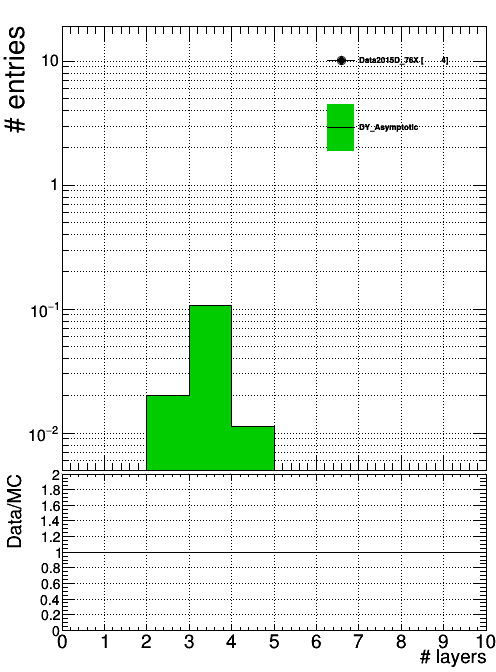 # entries
10
1
10⁻¹
10⁻²
Data2015D_76X [ 4]
DY_Asymptotic
Data/MC
2
1.8
1.6
1.4
1.2
1
0.8
0.6
0.4
0.2
0
0 1 2 3 4 5 6 7 8 9 10
# layers